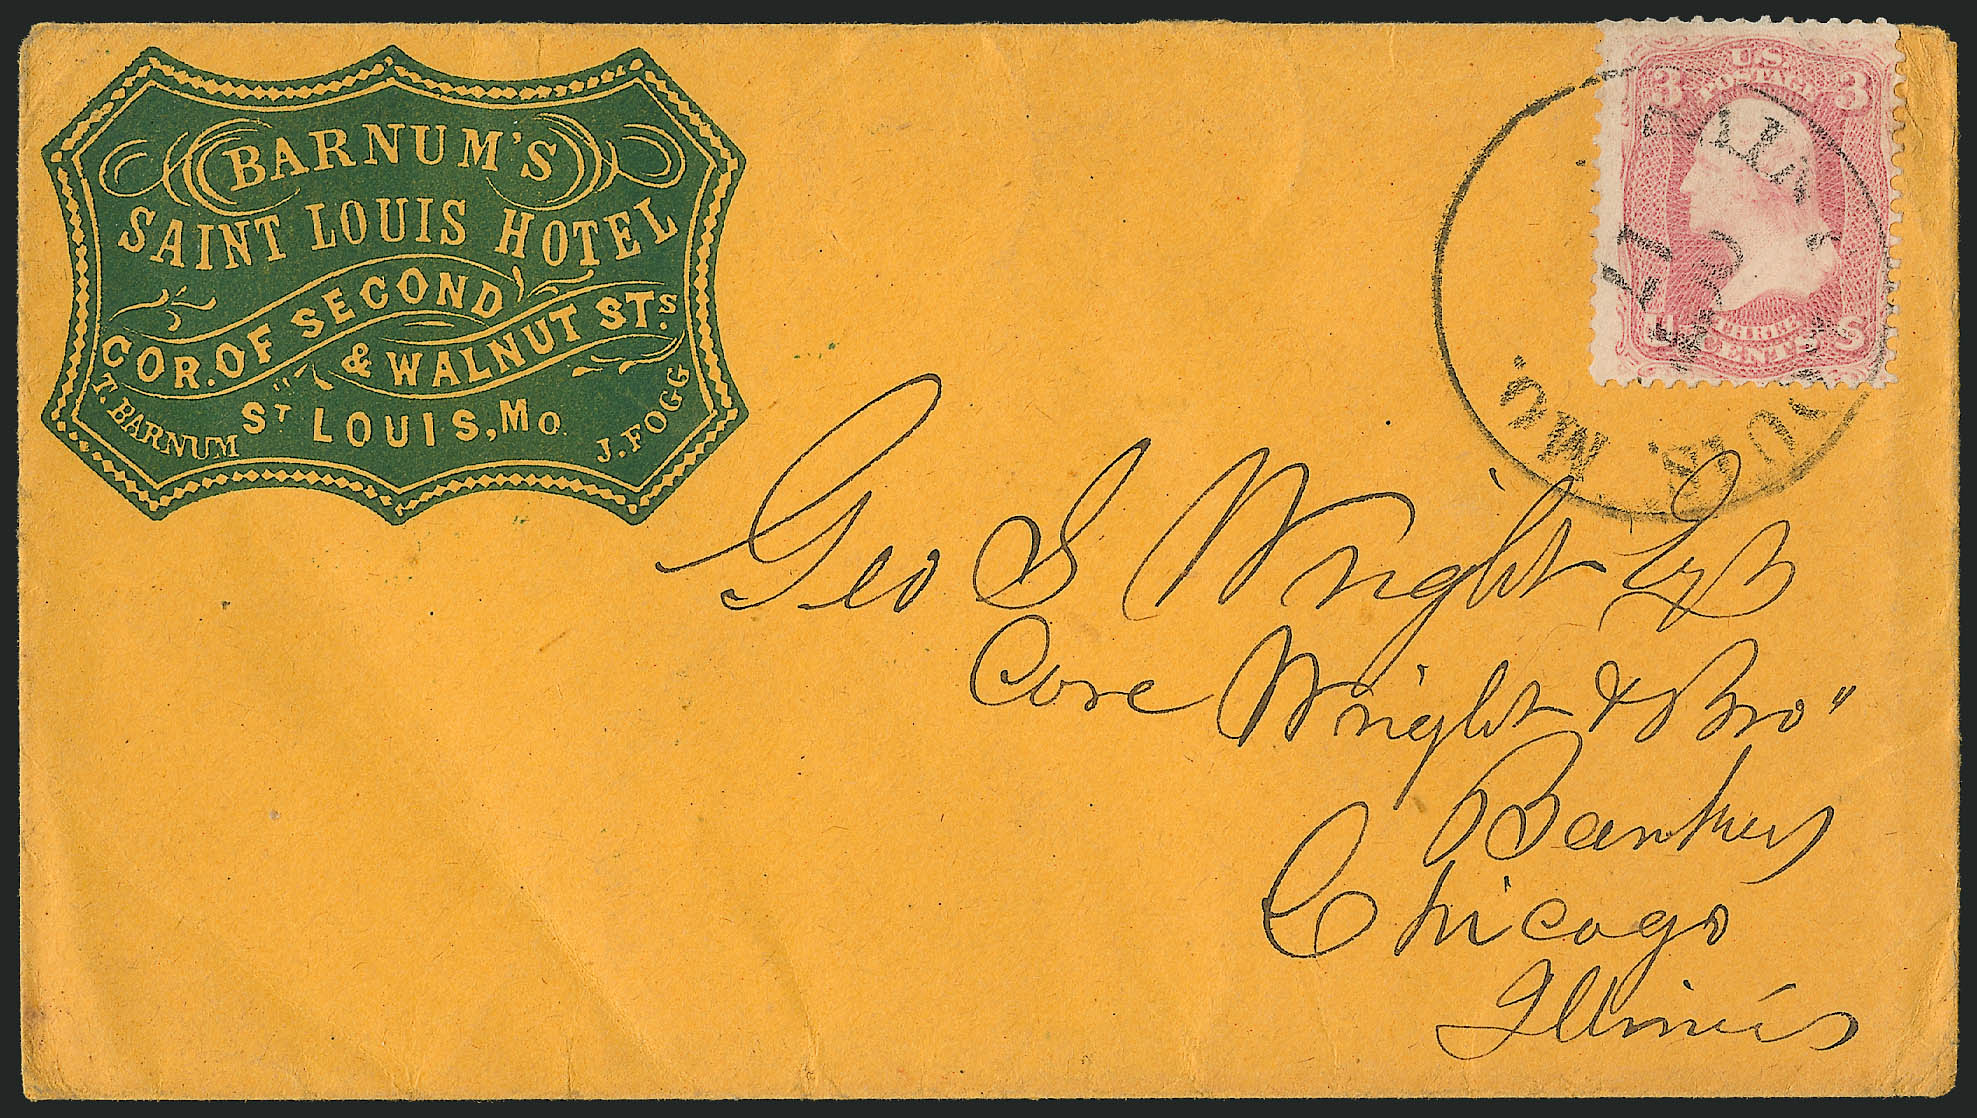 BARNUM'S
SAINT LOUIS HOTEL
COR. OF SECOND
& WALNUT STS.
ST LOUIS, MO.
T. BARNUM
J. FOGG
U.S.
POSTAGE
3 3
THREE
CENTS
MO.
Geo S Wright
Care Wright & Bro"
Bankers
Chicago
Illinois